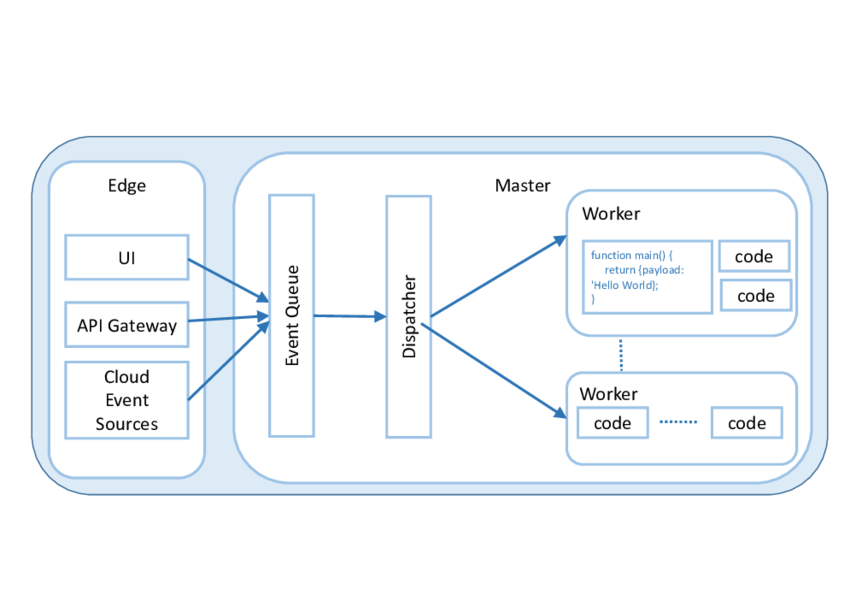 Edge
UI
API Gateway
Cloud
Event
Sources
Master
Event Queue
Dispatcher
Worker
function main() {
return {payload:
'Hello World};
}
code
code
Worker
code
code